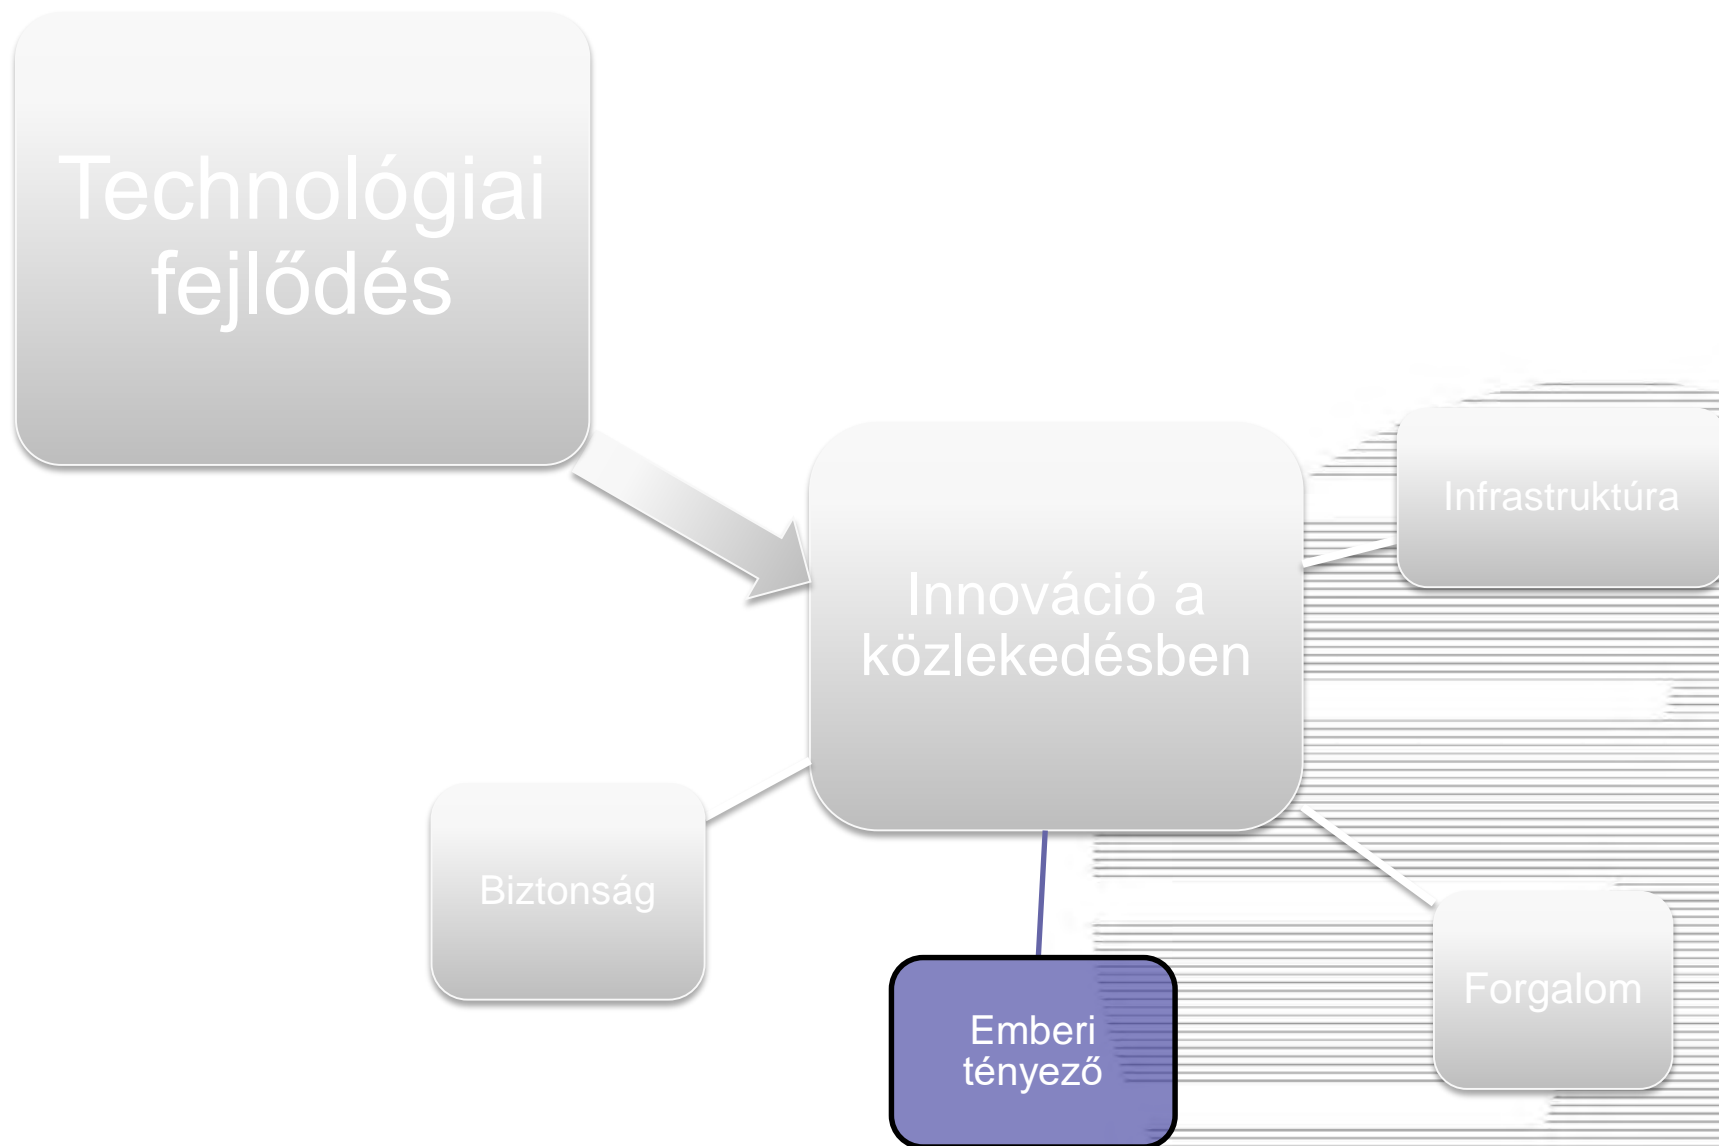 Technológiai
fejlődés
Infrastruktúra
Innováció a
közlekedésben
Biztonság
Forgalom
Emberi
tényező